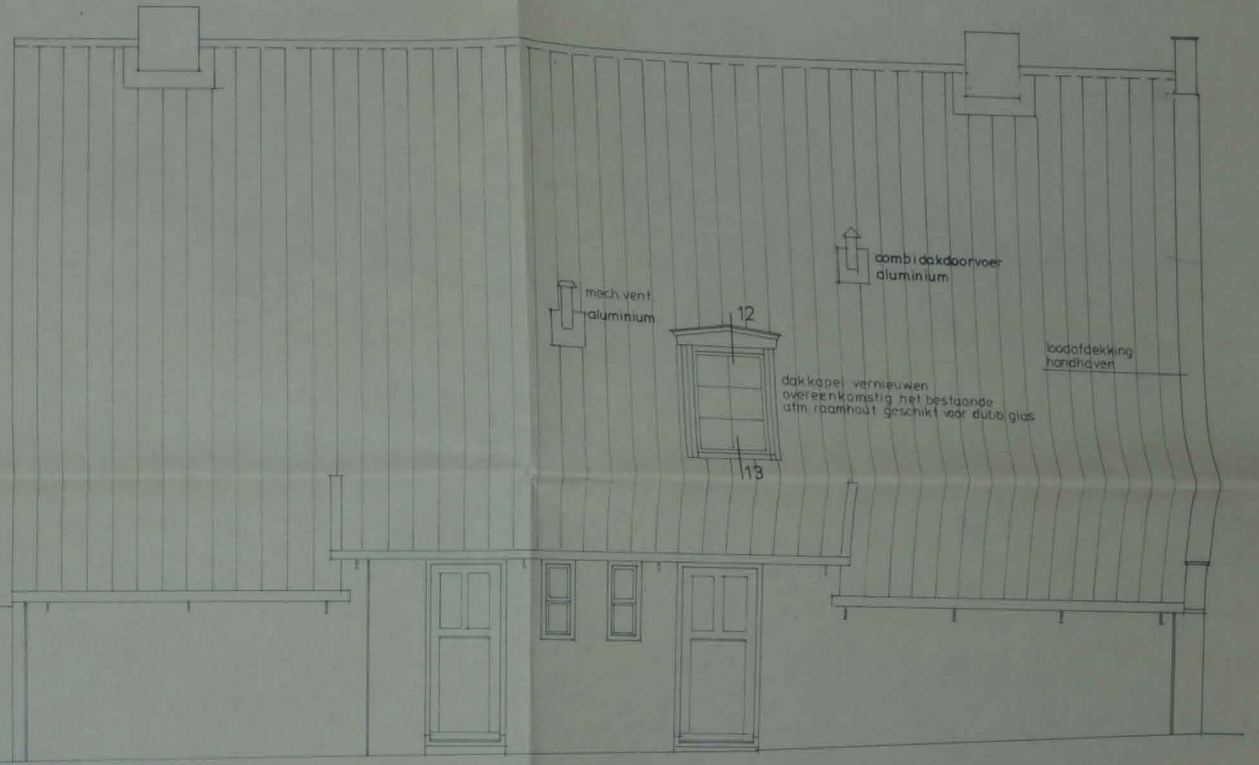 combidakdoorvoer
aluminium
mech. vent.
aluminium
12
loodafdekking
handhaven
dakkapel vernieuwen
overeenkomstig het bestaande
afm. raamhout geschikt voor dubb. glas
13